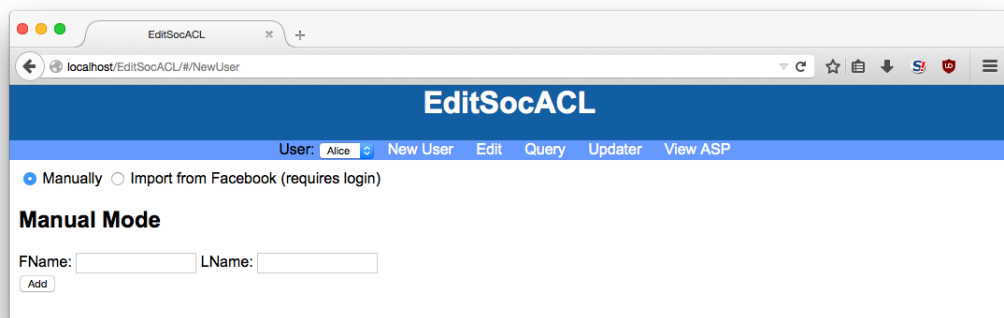 EditSocACL
localhost/EditSocACL/#/NewUser
EditSocACL
User: Alice New User Edit Query Updater View ASP
Manually Import from Facebook (requires login)
Manual Mode
FName: LName:
Add